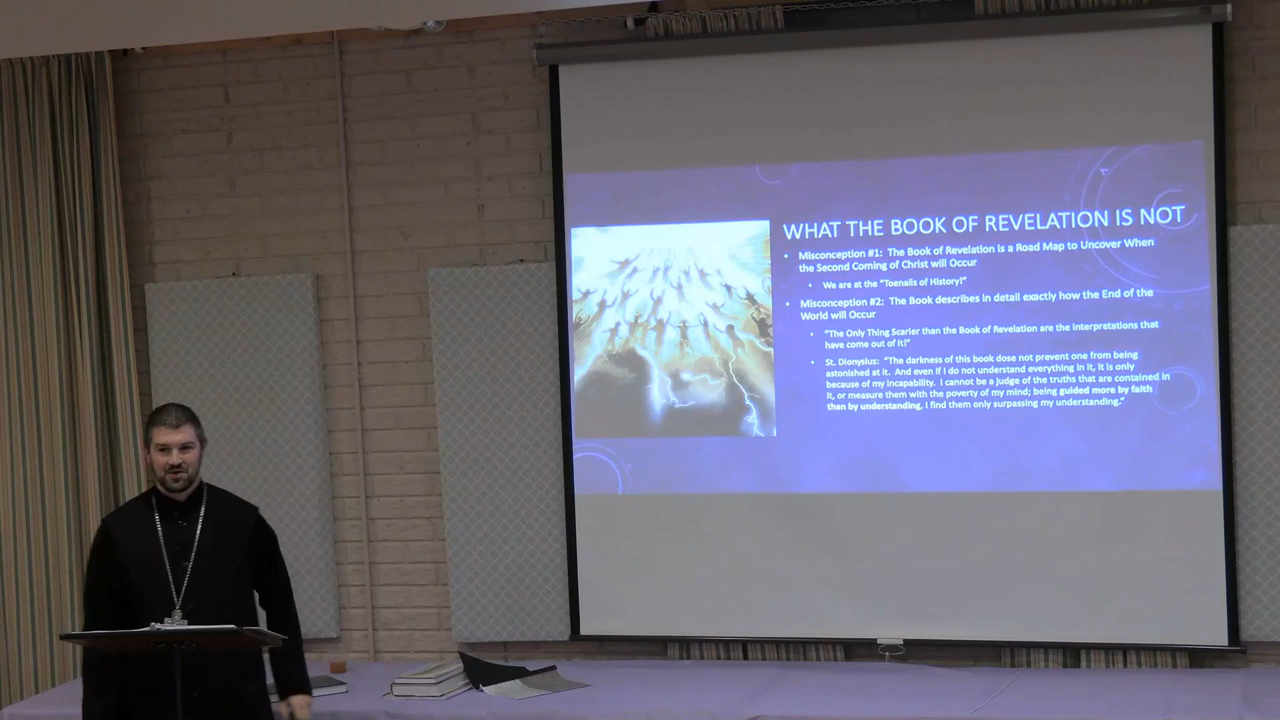 WHAT THE BOOK OF REVELATION IS NOT
• Misconception #1: The Book of Revelation is a Road Map to Uncover When
the Second Coming of Christ will Occur
• We are at the "Toenails of History!"
• Misconception #2: The Book describes in detail exactly how the End of the
World will Occur
• "The Only Thing Scarier than the Book of Revelation are the interpretations that
have come out of it!"
• St. Dionysius: "The darkness of this book dose not prevent one from being
astonished at it. And even if I do not understand everything in it, it is only
because of my incapability. I cannot be a judge of the truths that are contained in
it, or measure them with the poverty of my mind; being guided more by faith
than by understanding, I find them only surpassing my understanding."